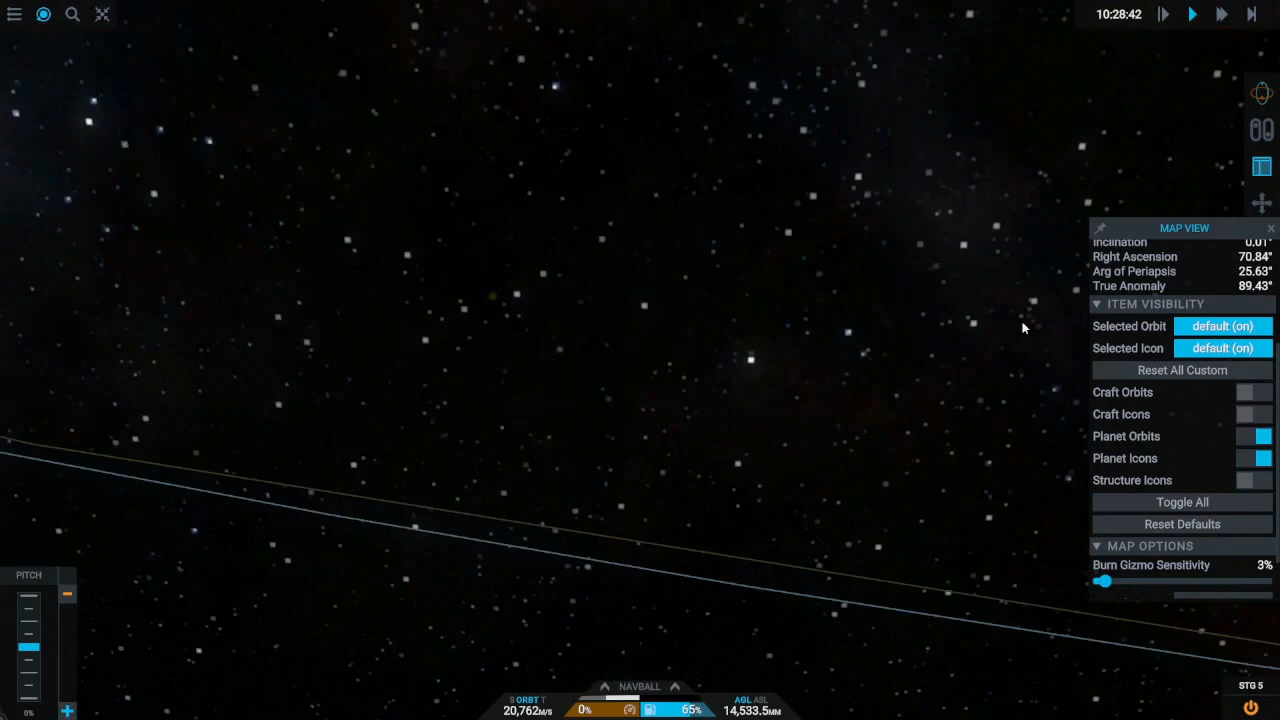 10:28:42
MAP VIEW
Inclination 0.01°
Right Ascension 70.84°
Arg of Periapsis 25.63°
True Anomaly 89.43°
ITEM VISIBILITY
Selected Orbit default (on)
Selected Icon default (on)
Reset All Custom
Craft Orbits
Craft Icons
Planet Orbits
Planet Icons
Structure Icons
Toggle All
Reset Defaults
MAP OPTIONS
Burn Gizmo Sensitivity 3%
PITCH
0%
NAVBALL
S ORBT T
20,762M/S
0%
65%
AGL ASL
14,533.5MM
STG 5